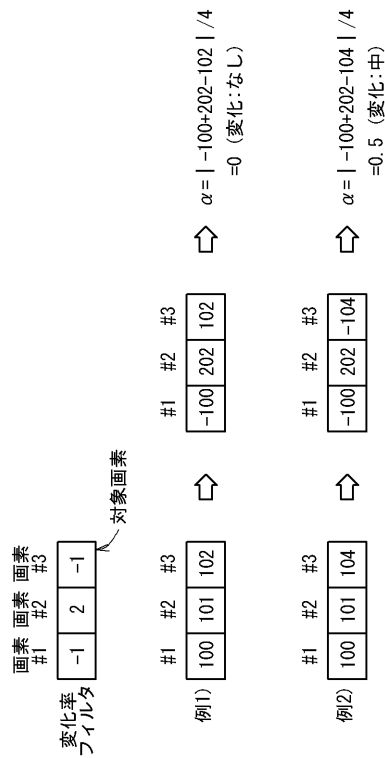 画素 画素 画素
#1 #2 #3
変化率
フィルタ
-1 2 -1
対象画素
#1 #2 #3
#1 #2 #3
例1)
100 101 102
-100 202 102
α=|-100+202-102|/4
=0 (変化:なし)
#1 #2 #3
#1 #2 #3
例2)
100 101 104
-100 202 -104
α=|-100+202-104|/4
=0.5 (変化:中)